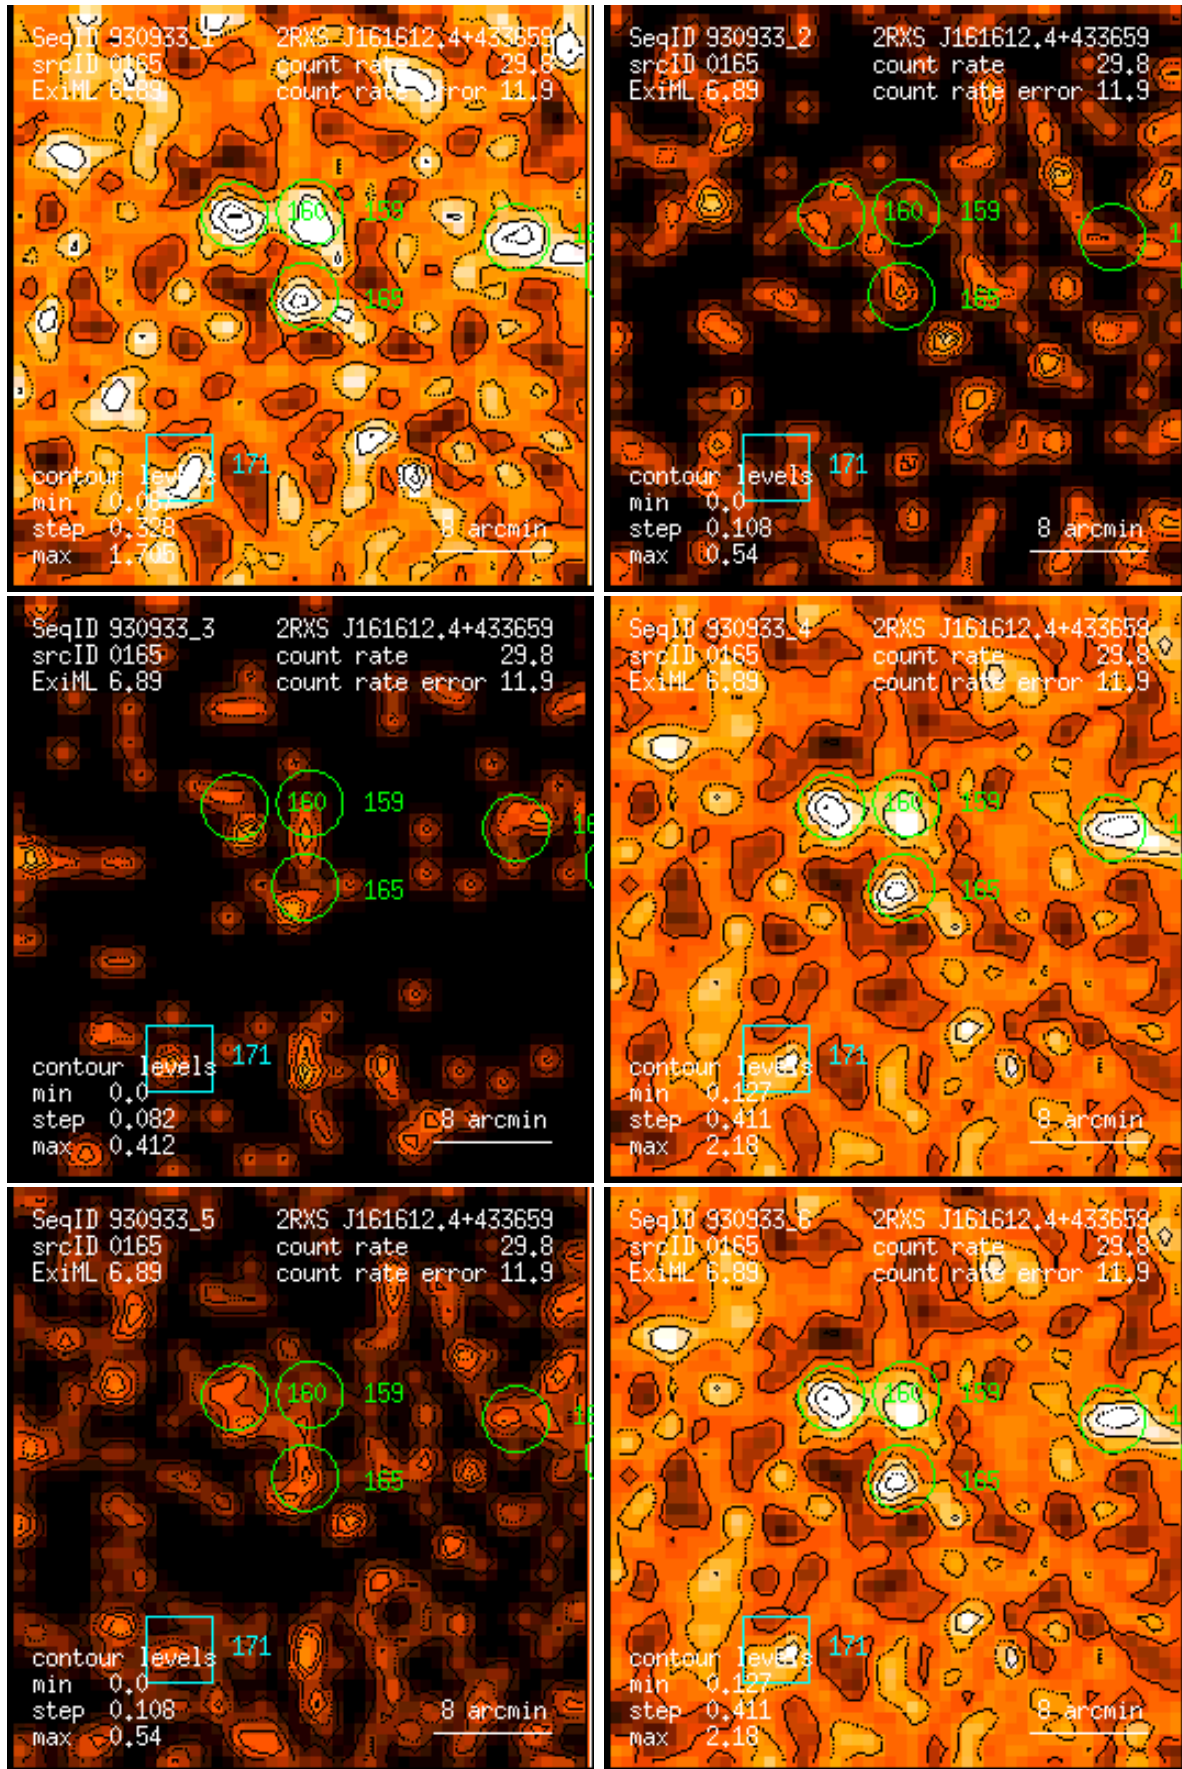 SeqID 930933_1 2RXS J161612.4+433659
srcID 0165 count rate 29.8
ExiML 6.89 count rate error 11.9
160 159
165
171
contour levels
min
step 0.328
max 1.705
8 arcmin
SeqID 930933_2 2RXS J161612.4+433659
srcID 0165 count rate 29.8
ExiML 6.89 count rate error 11.9
160 159
165
171
contour levels
min 0.0
step 0.108
max 0.54
8 arcmin
SeqID 930933_3 2RXS J161612.4+433659
srcID 0165 count rate 29.8
ExiML 6.89 count rate error 11.9
160 159
165
171
contour levels
min 0.0
step 0.082
max 0.412
8 arcmin
SeqID 930933_4 2RXS J161612.4+433659
srcID 0165 count rate 29.8
ExiML 6.89 count rate error 11.9
160 159
165
171
contour levels
min 0.127
step 0.411
max 2.18
8 arcmin
SeqID 930933_5 2RXS J161612.4+433659
srcID 0165 count rate 29.8
ExiML 6.89 count rate error 11.9
160 159
165
171
contour levels
min 0.0
step 0.108
max 0.54
8 arcmin
SeqID 930933_6 2RXS J161612.4+433659
srcID 0165 count rate 29.8
ExiML 6.89 count rate error 11.9
160 159
165
171
contour levels
min 0.127
step 0.411
max 2.18
8 arcmin